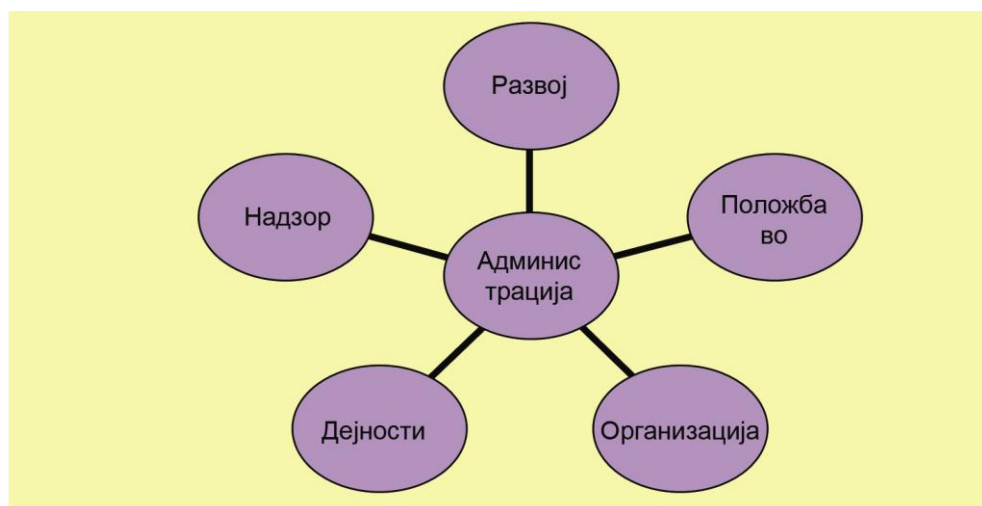 Развој
Надзор
Положба
во
Админис
трација
Дејности
Организација